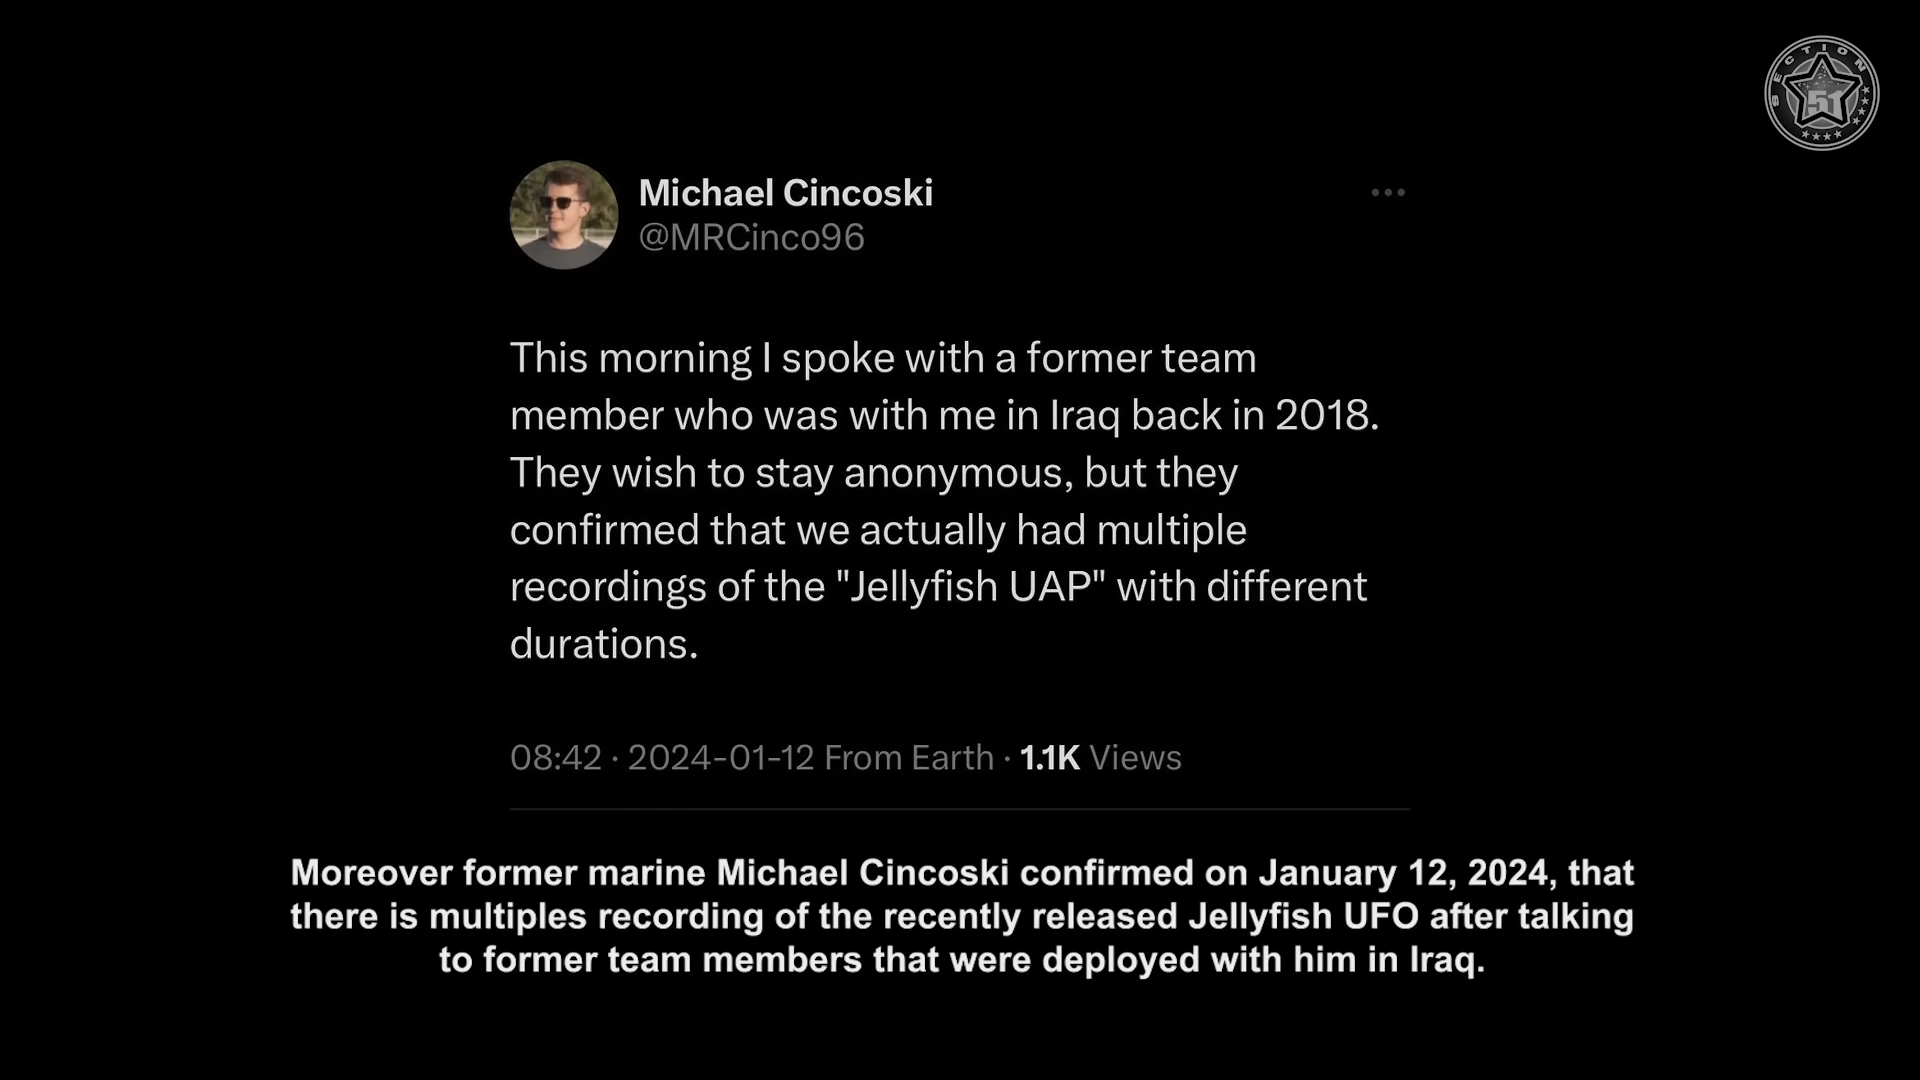 SECTION
51
Michael Cincoski
@MRCinco96
This morning I spoke with a former team
member who was with me in Iraq back in 2018.
They wish to stay anonymous, but they
confirmed that we actually had multiple
recordings of the "Jellyfish UAP" with different
durations.
08:42 · 2024-01-12 From Earth · 1.1K Views
Moreover former marine Michael Cincoski confirmed on January 12, 2024, that
there is multiples recording of the recently released Jellyfish UFO after talking
to former team members that were deployed with him in Iraq.